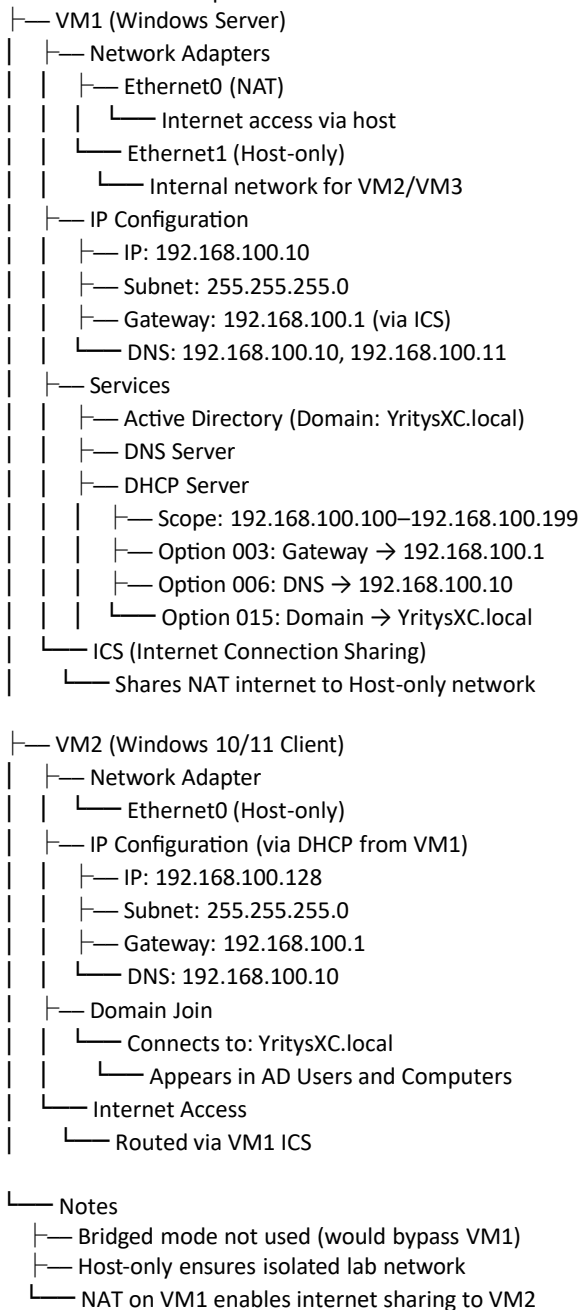 ├── VM1 (Windows Server)
│ ├── Network Adapters
│ │ ├── Ethernet0 (NAT)
│ │ │ └── Internet access via host
│ │ └── Ethernet1 (Host-only)
│ │ └── Internal network for VM2/VM3
│ ├── IP Configuration
│ │ ├── IP: 192.168.100.10
│ │ ├── Subnet: 255.255.255.0
│ │ ├── Gateway: 192.168.100.1 (via ICS)
│ │ └── DNS: 192.168.100.10, 192.168.100.11
│ ├── Services
│ │ ├── Active Directory (Domain: YritysXC.local)
│ │ ├── DNS Server
│ │ ├── DHCP Server
│ │ │ ├── Scope: 192.168.100.100–192.168.100.199
│ │ │ ├── Option 003: Gateway → 192.168.100.1
│ │ │ ├── Option 006: DNS → 192.168.100.10
│ │ │ └── Option 015: Domain → YritysXC.local
│ └── ICS (Internet Connection Sharing)
│ └── Shares NAT internet to Host-only network
├── VM2 (Windows 10/11 Client)
│ ├── Network Adapter
│ │ └── Ethernet0 (Host-only)
│ ├── IP Configuration (via DHCP from VM1)
│ │ ├── IP: 192.168.100.128
│ │ ├── Subnet: 255.255.255.0
│ │ ├── Gateway: 192.168.100.1
│ │ └── DNS: 192.168.100.10
│ ├── Domain Join
│ │ └── Connects to: YritysXC.local
│ │ └── Appears in AD Users and Computers
│ └── Internet Access
│ └── Routed via VM1 ICS
└── Notes
├── Bridged mode not used (would bypass VM1)
├── Host-only ensures isolated lab network
└── NAT on VM1 enables internet sharing to VM2